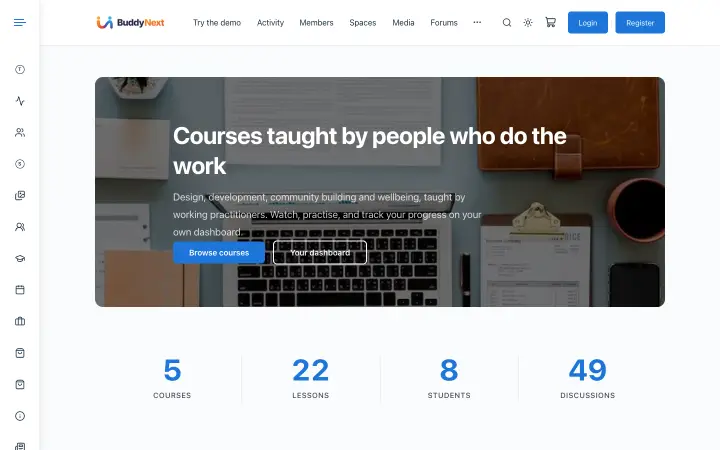 BuddyNext
Try the demo
Activity
Members
Spaces
Media
Forums
Login
Register
Courses taught by people who do the
work
Design, development, community building and wellbeing, taught by
working practitioners. Watch, practise, and track your progress on your
own dashboard.
Browse courses
Your dashboard
5
22
8
49
COURSES
LESSONS
STUDENTS
DISCUSSIONS